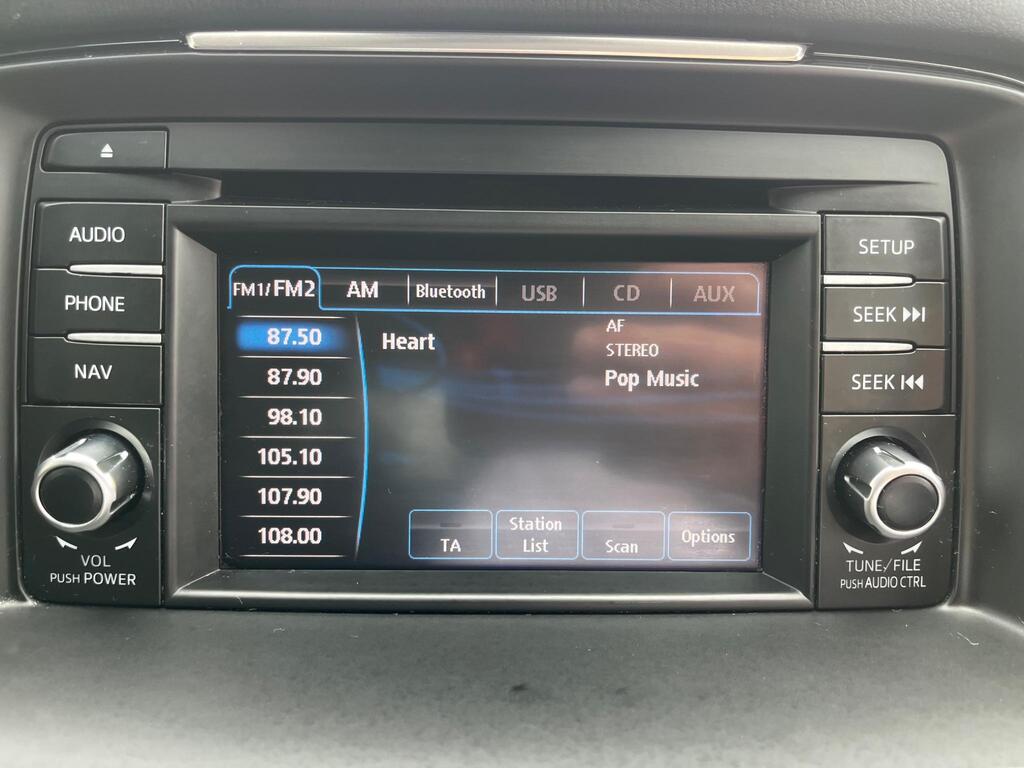 AUDIO
PHONE
NAV
VOL
PUSH POWER
FM1/FM2 AM Bluetooth USB CD AUX
87.50
87.90
98.10
105.10
107.90
108.00
Heart
AF
STEREO
Pop Music
TA
Station
List
Scan
Options
SETUP
SEEK
SEEK
TUNE/FILE
PUSH AUDIO CTRL